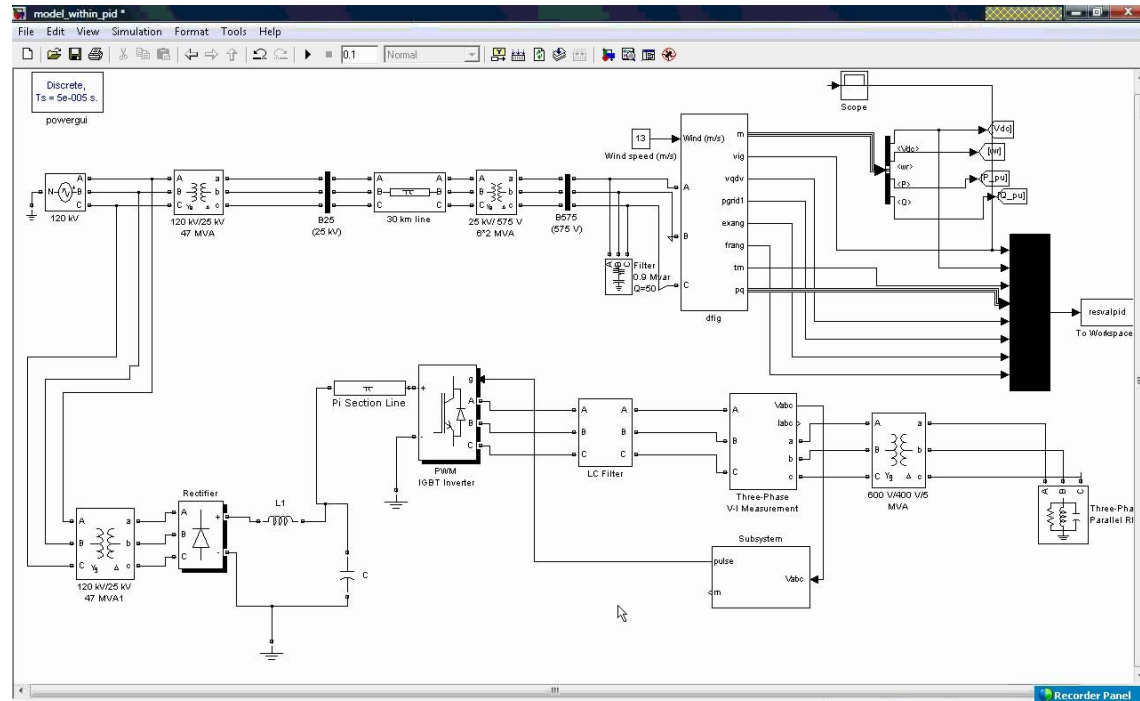 model_within_pid *
File Edit View Simulation Format Tools Help
0.1
Normal
Discrete,
Ts = 5e-005 s.
powergui
Scope
13
Wind speed (m/s)
Wind (m/s)
A
B
C
m
vig
vqdv
pgrid1
exang
frang
tm
pq
dfig
<Vdc>
<wr>
<P>
<Q>
[Vdc]
[wr]
[P_pu]
[Q_pu]
resvalpid
To Workspace
N
A
B
C
120 kV
A a
B b
C Yg c
120 kV/25 kV
47 MVA
A a
B b
C c
B25
(25 kV)
A A
B B
C C
30 km line
A a
B b
C Yg c
25 kV/ 575 V
6*2 MVA
A a
B b
C c
B575
(575 V)
A B C
Filter
0.9 Mvar
Q=50
Pi Section Line
g
+
A
B
-
C
PWM
IGBT Inverter
A A
B B
C C
LC Filter
Vabc
A Iabc
B a
b
C c
Three-Phase
V-I Measurement
A a
B b
C Yg Δ c
600 V/400 V/5
MVA
A B C
Three-Pha
Parallel Rl
Subsystem
pulse
Vabc
m
Rectifier
A +
B
C -
L1
C
A a
B b
C Yg Δ c
120 kV/25 kV
47 MVA1
Recorder Panel